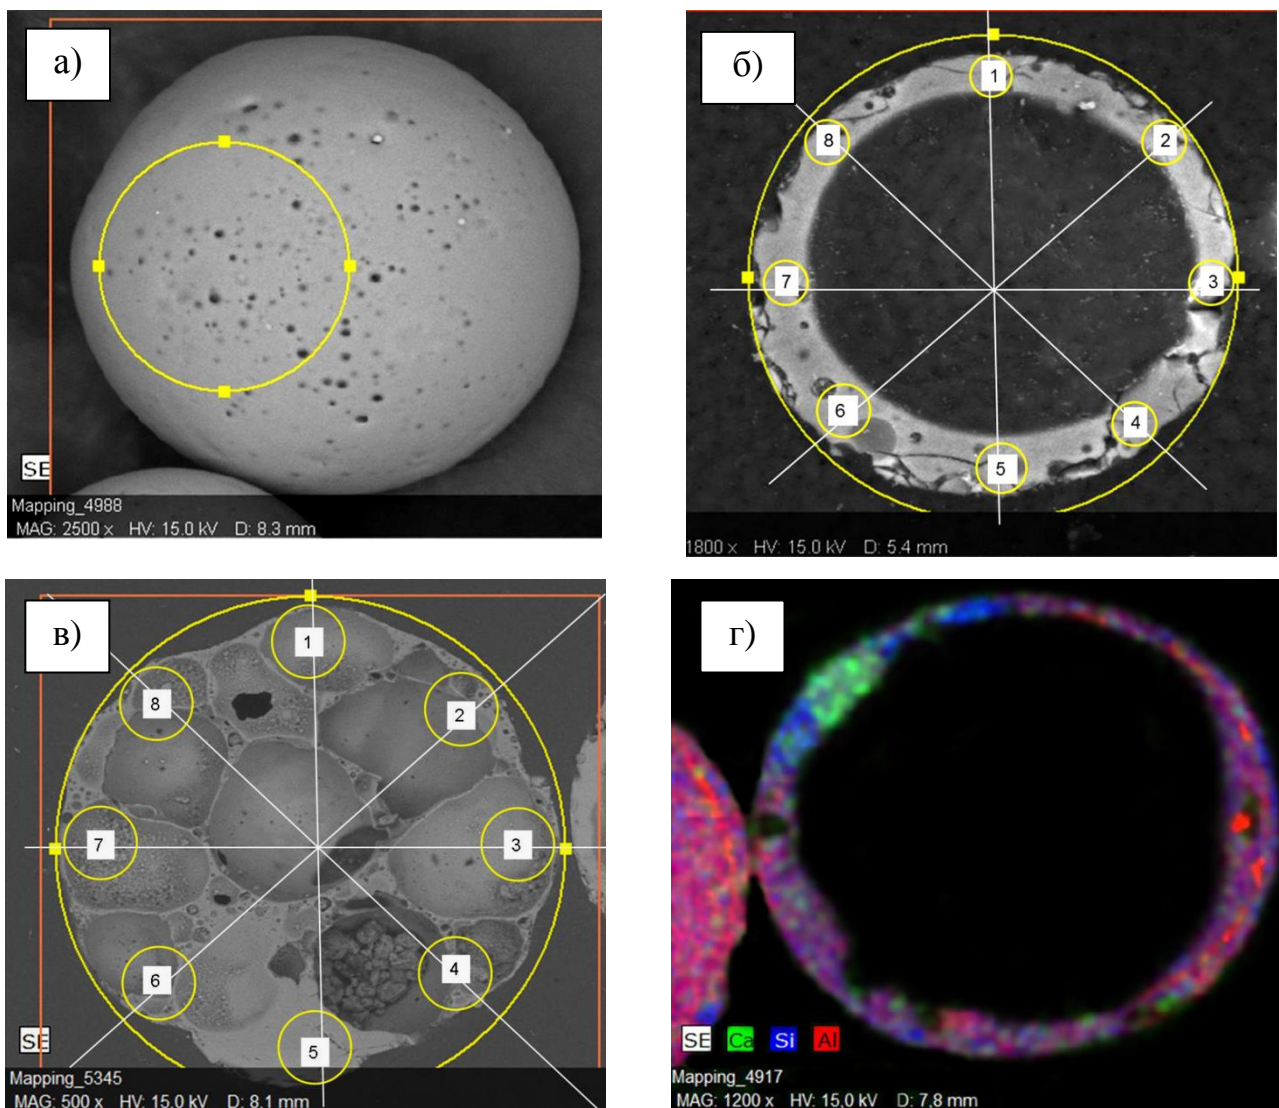 а)
SE
Mapping_4988
MAG: 2500 x HV: 15.0 kV D: 8.3 mm
б)
1
2
3
4
5
6
7
8
1800 x HV: 15.0 kV D: 5.4 mm
в)
1
2
3
4
5
6
7
8
SE
Mapping_5345
MAG: 500 x HV: 15.0 kV D: 8.1 mm
г)
SE Ca Si Al
Mapping_4917
MAG: 1200 x HV: 15.0 kV D: 7.8 mm